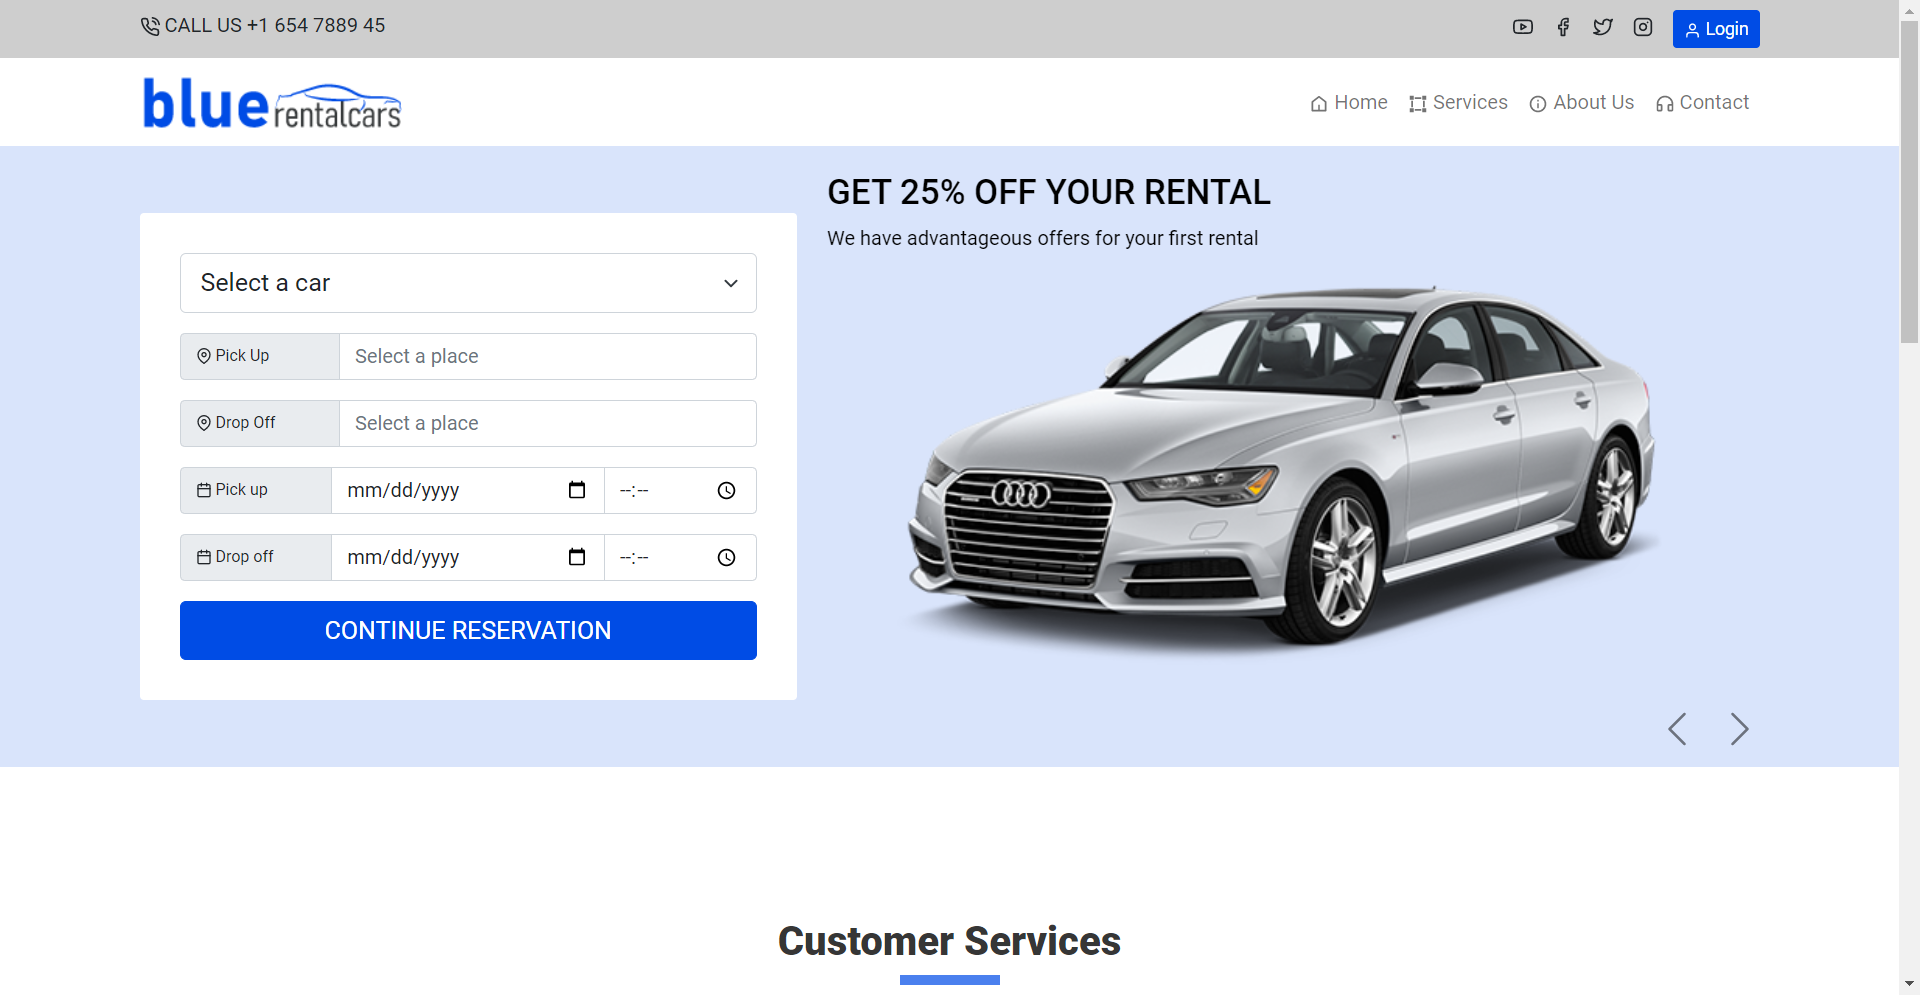 CALL US +1 654 7889 45
Login
blue rentalcars
Home Services About Us Contact
GET 25% OFF YOUR RENTAL
We have advantageous offers for your first rental
Select a car
Pick Up Select a place
Drop Off Select a place
Pick up mm/dd/yyyy --:--
Drop off mm/dd/yyyy --:--
CONTINUE RESERVATION
Customer Services